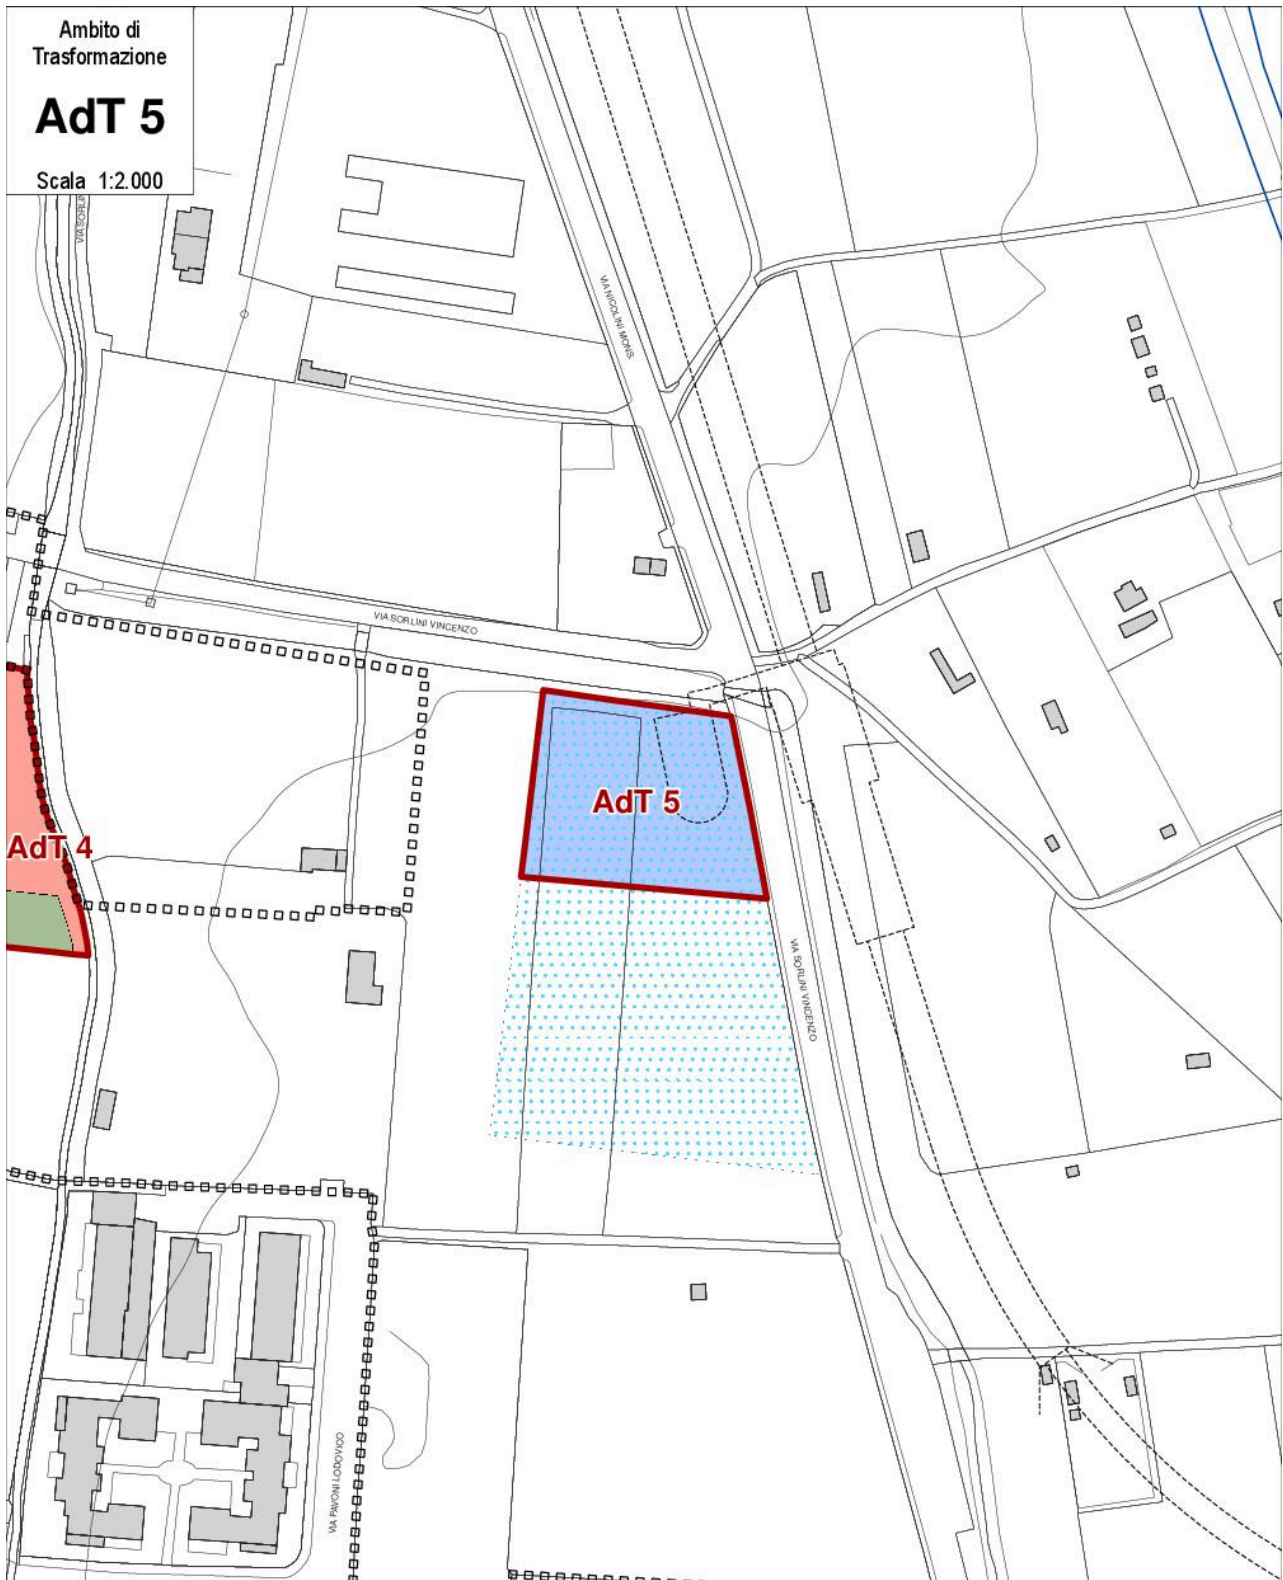 Ambito di
Trasformazione
AdT 5
Scala 1:2.000
VIA SORLIN
VIA NICOLINI MONS.
VIA SORLINI VINCENZO
AdT 5
AdT 4
VIA SORLINI VINCENZO
VIA PAVONI LODOVICO